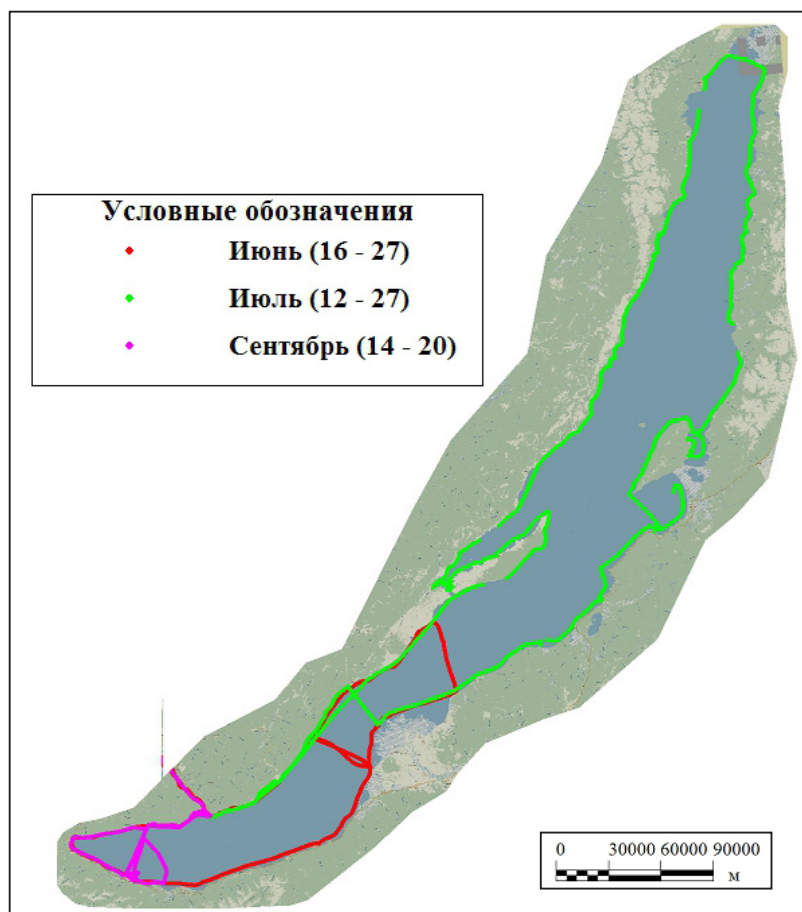 Условные обозначения
Июнь (16 - 27)
Июль (12 - 27)
Сентябрь (14 - 20)
0 30000 60000 90000
м